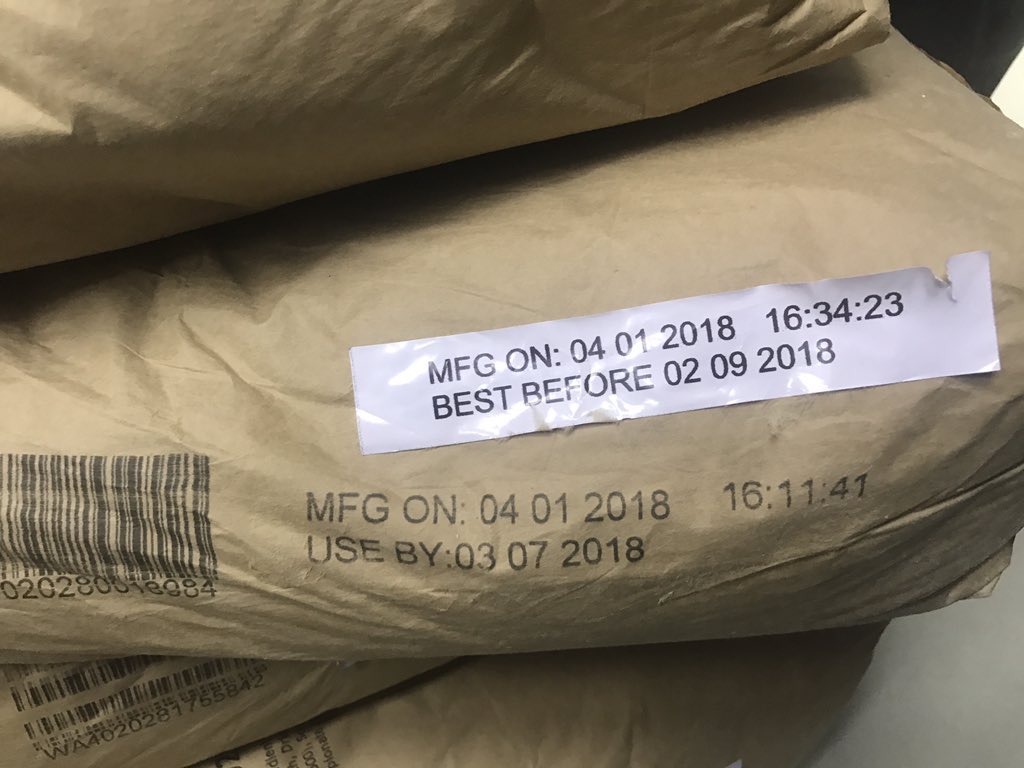 MFG ON: 04 01 2018 16:34:23
BEST BEFORE 02 09 2018
MFG ON: 04 01 2018 16:11:41
USE BY:03 07 2018
WA4020281765842